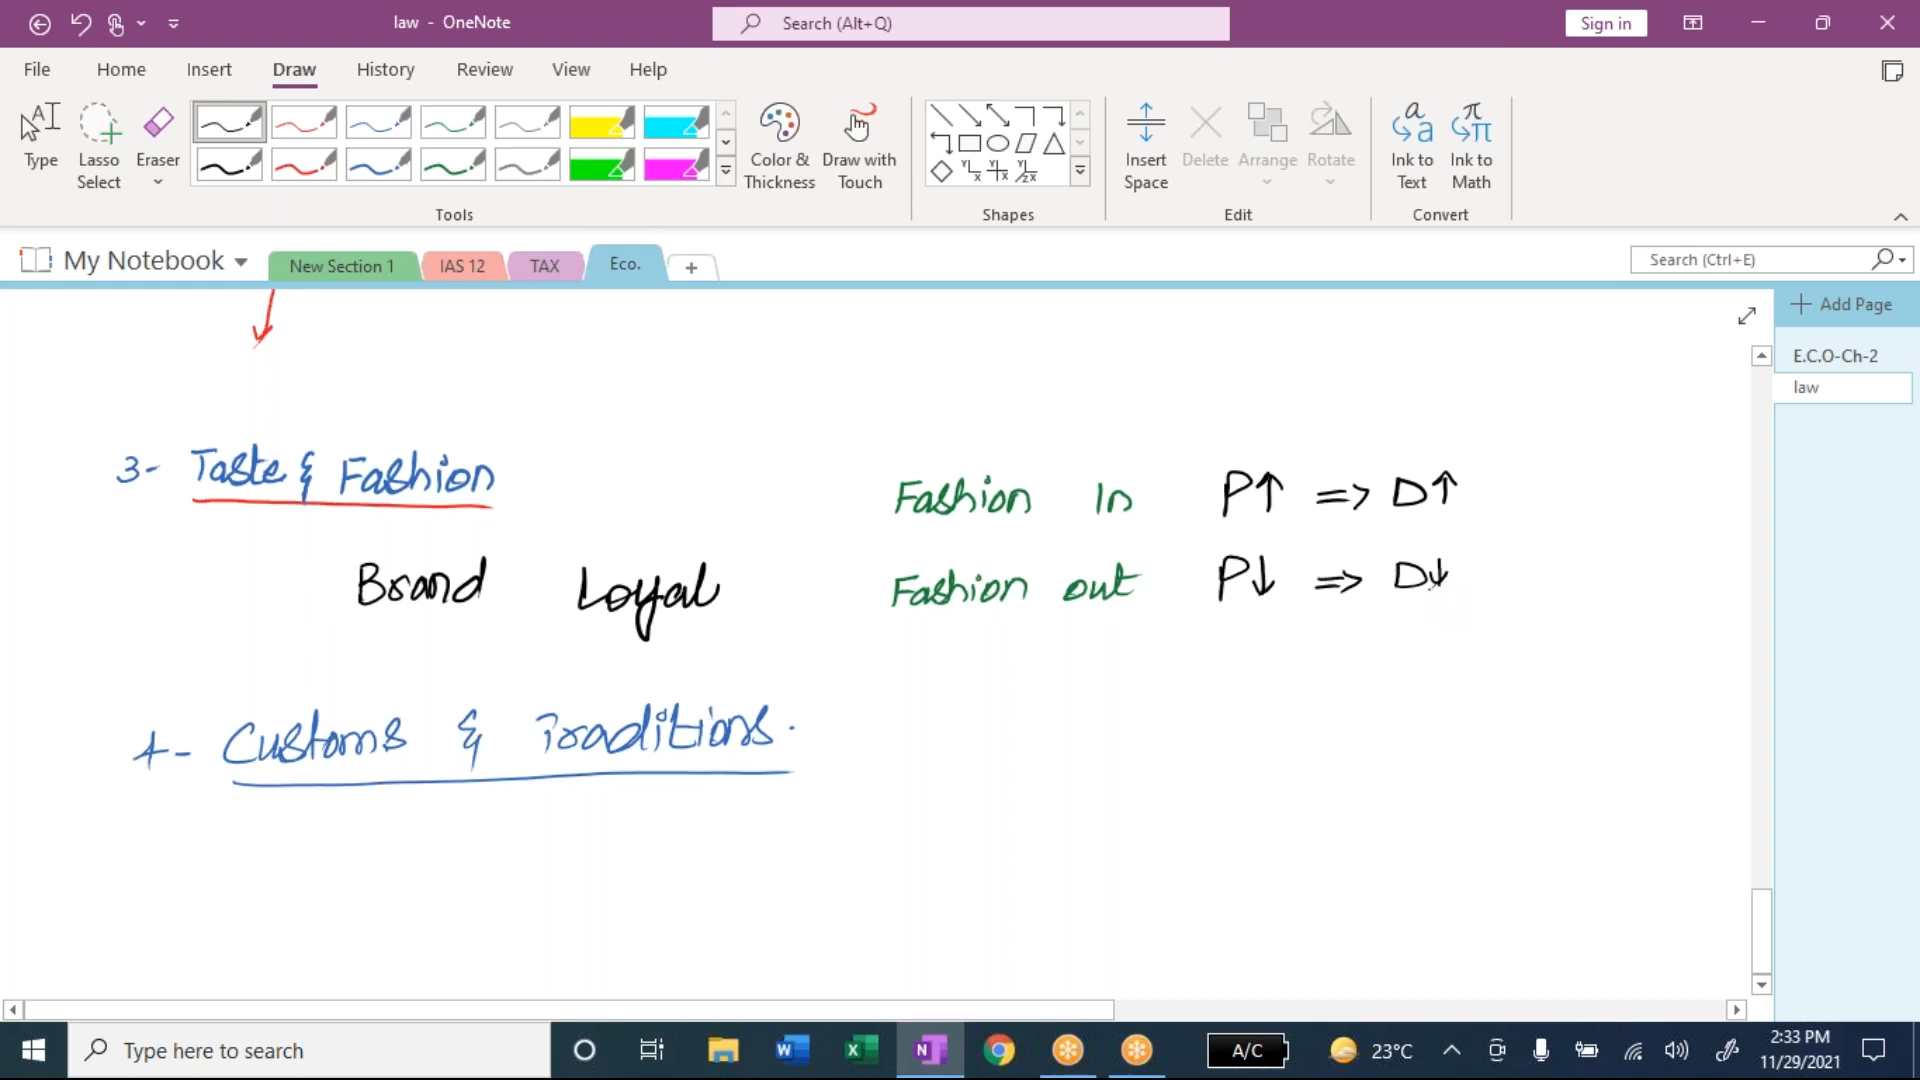 law - OneNote
Search (Alt+Q)
Sign in
File Home Insert Draw History Review View Help
Type
Lasso Select
Eraser
Color & Thickness
Draw with Touch
Insert Space
Delete
Arrange
Rotate
Ink to Text
Ink to Math
Tools Shapes Edit Convert
My Notebook New Section 1 IAS 12 TAX Eco. +
Search (Ctrl+E)
Add Page
E.C.O-Ch-2
law
3- Taste & Fashion
Fashion In P↑ => D↑
Brand Loyal
Fashion out P↓ => D↓
4- Customs & Traditions.
Type here to search
A/C
23°C
2:33 PM
11/29/2021